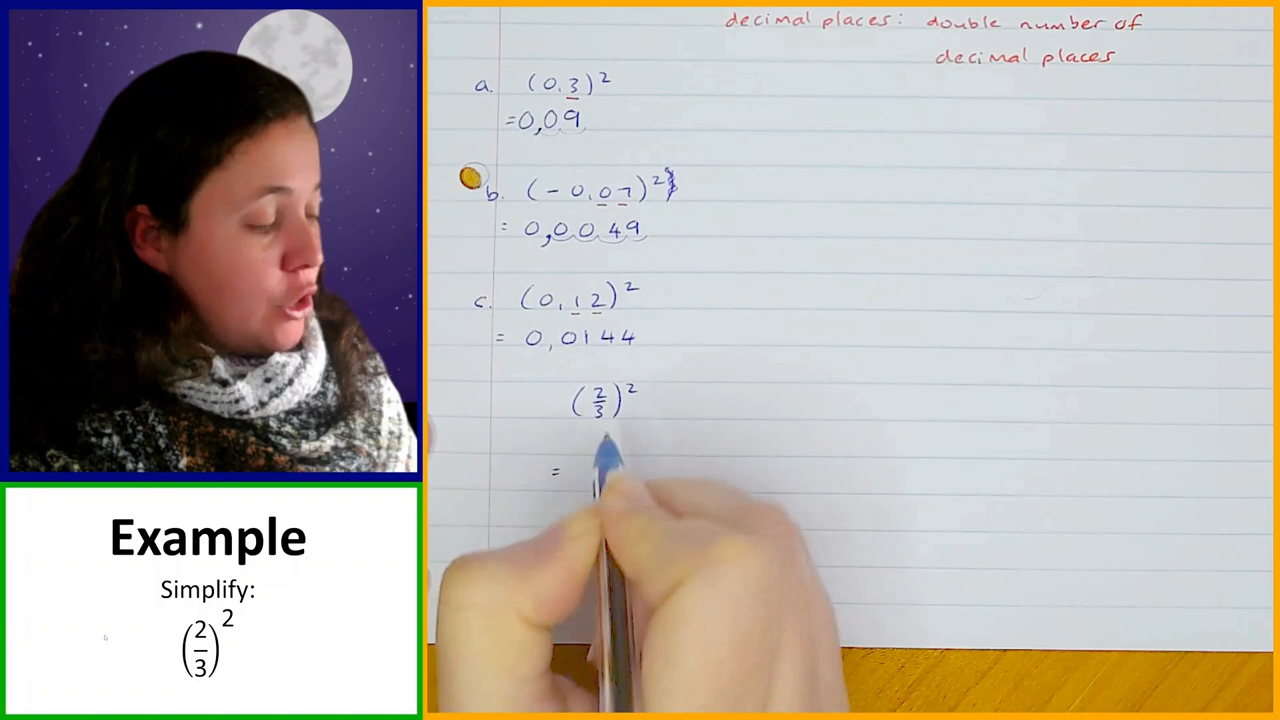 decimal places: double number of
decimal places
a. (0,3)²
=0,09
b. (-0,07)²
= 0,0049
c. (0,12)²
= 0,0144
(2/3)²
=
Example
Simplify:
(2/3)²